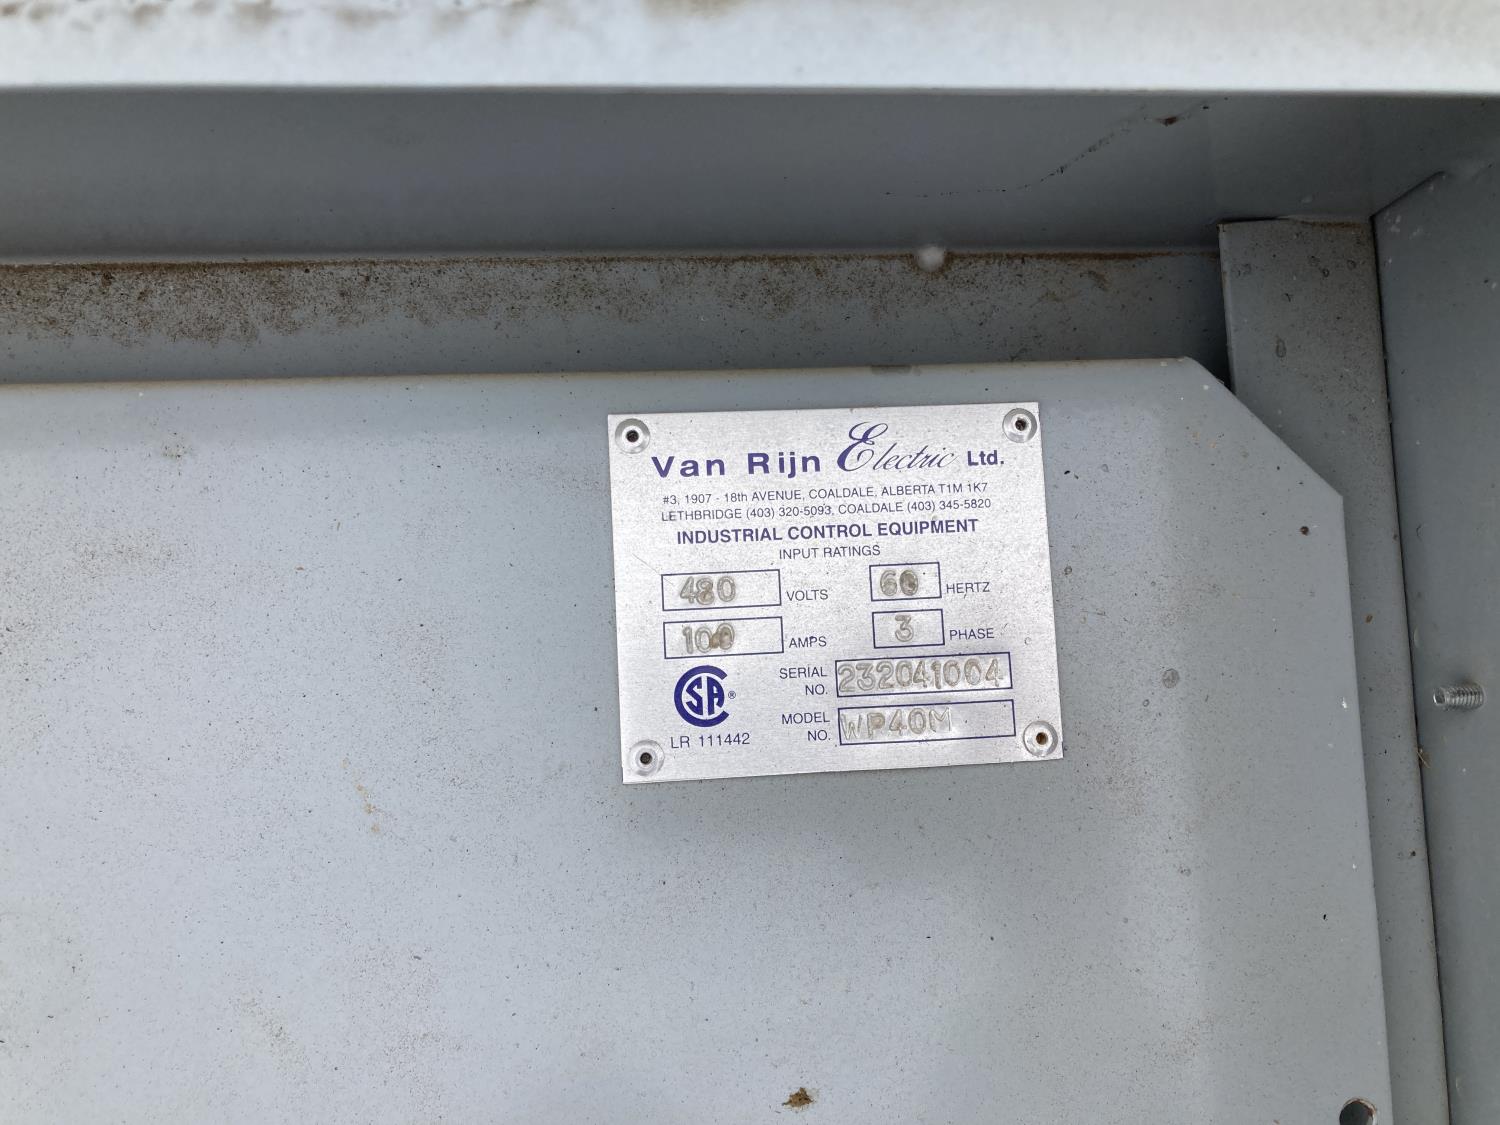 Van Rijn Electric Ltd.
#3, 1907 - 18th AVENUE, COALDALE, ALBERTA T1M 1K7
LETHBRIDGE (403) 320-5093, COALDALE (403) 345-5820
INDUSTRIAL CONTROL EQUIPMENT
INPUT RATINGS
480 VOLTS 60 HERTZ
100 AMPS 3 PHASE
SERIAL NO. 232041004
MODEL NO. WP40M
CSA®
LR 111442